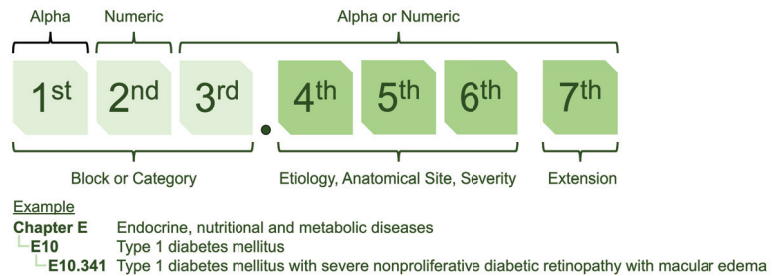 Alpha Numeric Alpha or Numeric
1st 2nd 3rd . 4th 5th 6th 7th
Block or Category Etiology, Anatomical Site, Severity Extension
Example
Chapter E Endocrine, nutritional and metabolic diseases
E10 Type 1 diabetes mellitus
E10.341 Type 1 diabetes mellitus with severe nonproliferative diabetic retinopathy with macular edema